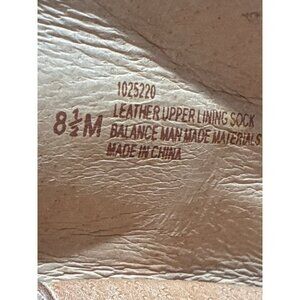 1025220
8½M
LEATHER UPPER LINING SOCK
BALANCE MAN MADE MATERIALS
MADE IN CHINA